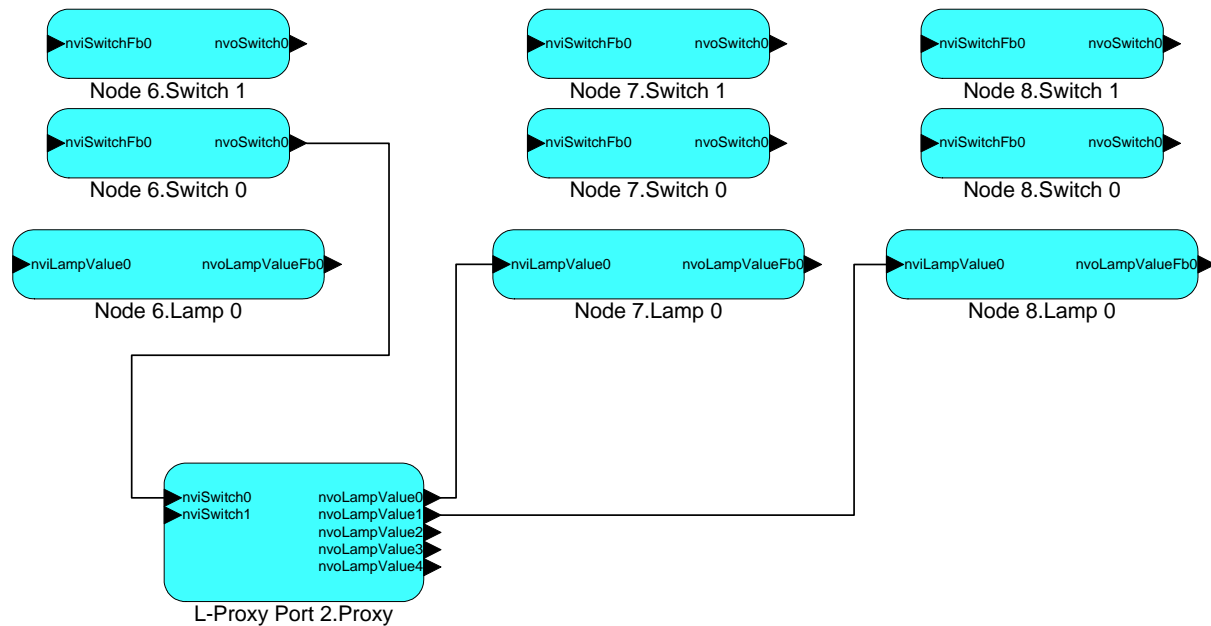 nviSwitchFb0 nvoSwitch0
Node 6.Switch 1
nviSwitchFb0 nvoSwitch0
Node 7.Switch 1
nviSwitchFb0 nvoSwitch0
Node 8.Switch 1
nviSwitchFb0 nvoSwitch0
Node 6.Switch 0
nviSwitchFb0 nvoSwitch0
Node 7.Switch 0
nviSwitchFb0 nvoSwitch0
Node 8.Switch 0
nviLampValue0 nvoLampValueFb0
Node 6.Lamp 0
nviLampValue0 nvoLampValueFb0
Node 7.Lamp 0
nviLampValue0 nvoLampValueFb0
Node 8.Lamp 0
nviSwitch0 nvoLampValue0
nviSwitch1 nvoLampValue1
nvoLampValue2
nvoLampValue3
nvoLampValue4
L-Proxy Port 2.Proxy